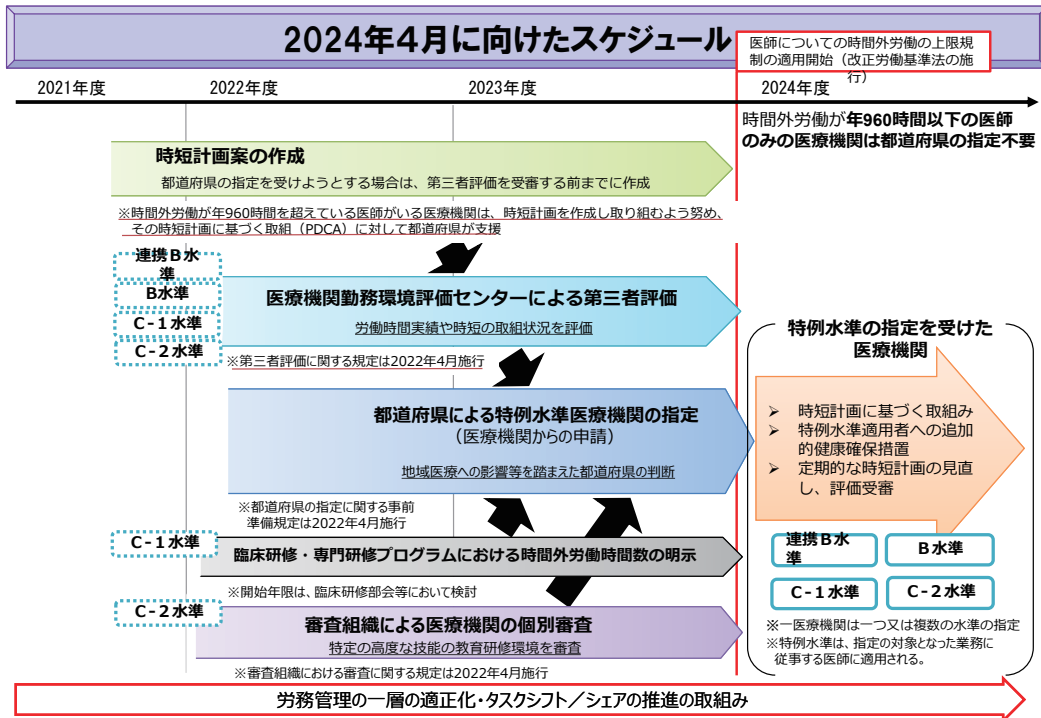 2024年4月に向けたスケジュール
医師についての時間外労働の上限規
制の適用開始（改正労働基準法の施
行）
2021年度
2022年度
2023年度
2024年度
時間外労働が年960時間以下の医師
のみの医療機関は都道府県の指定不要
時短計画案の作成
都道府県の指定を受けようとする場合は、第三者評価を受審する前までに作成
※時間外労働が年960時間を超えている医師がいる医療機関は、時短計画を作成し取り組むよう努め、
その時短計画に基づく取組（PDCA）に対して都道府県が支援
連携Ｂ水
準
Ｂ水準
Ｃ-１水準
Ｃ-２水準
医療機関勤務環境評価センターによる第三者評価
労働時間実績や時短の取組状況を評価
※第三者評価に関する規定は2022年4月施行
都道府県による特例水準医療機関の指定
（医療機関からの申請）
地域医療への影響等を踏まえた都道府県の判断
※都道府県の指定に関する事前
準備規定は2022年4月施行
Ｃ-１水準
臨床研修・専門研修プログラムにおける時間外労働時間数の明示
※開始年限は、臨床研修部会等において検討
Ｃ-２水準
審査組織による医療機関の個別審査
特定の高度な技能の教育研修環境を審査
※審査組織における審査に関する規定は2022年4月施行
特例水準の指定を受けた
医療機関
➢ 時短計画に基づく取組み
➢ 特例水準適用者への追加
的健康確保措置
➢ 定期的な時短計画の見直
し、評価受審
連携Ｂ水
準
Ｂ水準
Ｃ-１水準
Ｃ-２水準
※一医療機関は一つ又は複数の水準の指定
※特例水準は、指定の対象となった業務に
従事する医師に適用される。
労務管理の一層の適正化・タスクシフト／シェアの推進の取組み